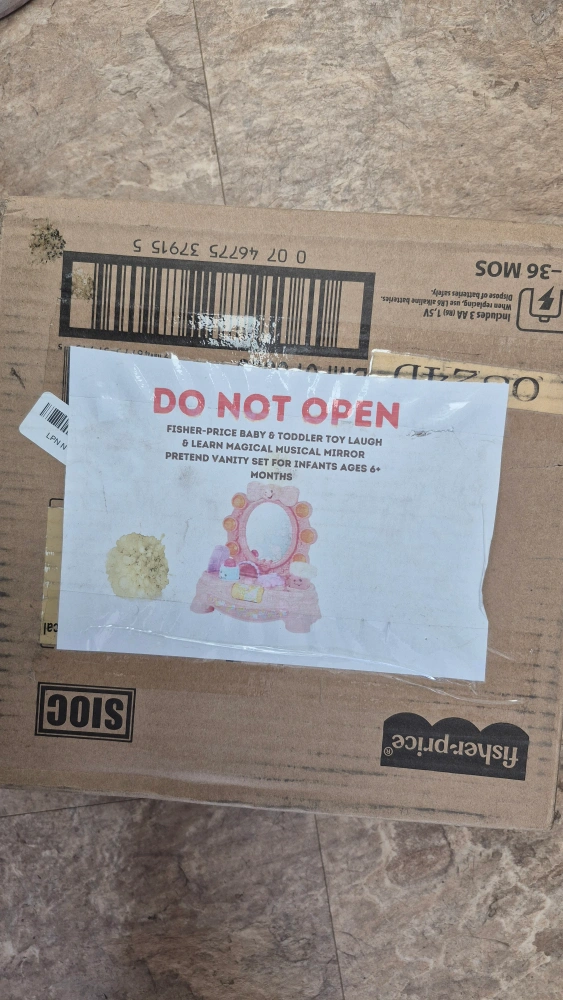 0 07 46775 37915 5
-36 MOS
Includes 3 AA (R6) 1,5V
When replacing, use LR6 alkaline batteries.
Dispose of batteries safely.
DO NOT OPEN
FISHER-PRICE BABY & TODDLER TOY LAUGH
& LEARN MAGICAL MUSICAL MIRROR
PRETEND VANITY SET FOR INFANTS AGES 6+
MONTHS
LPN N
SIOC
fisher-price®